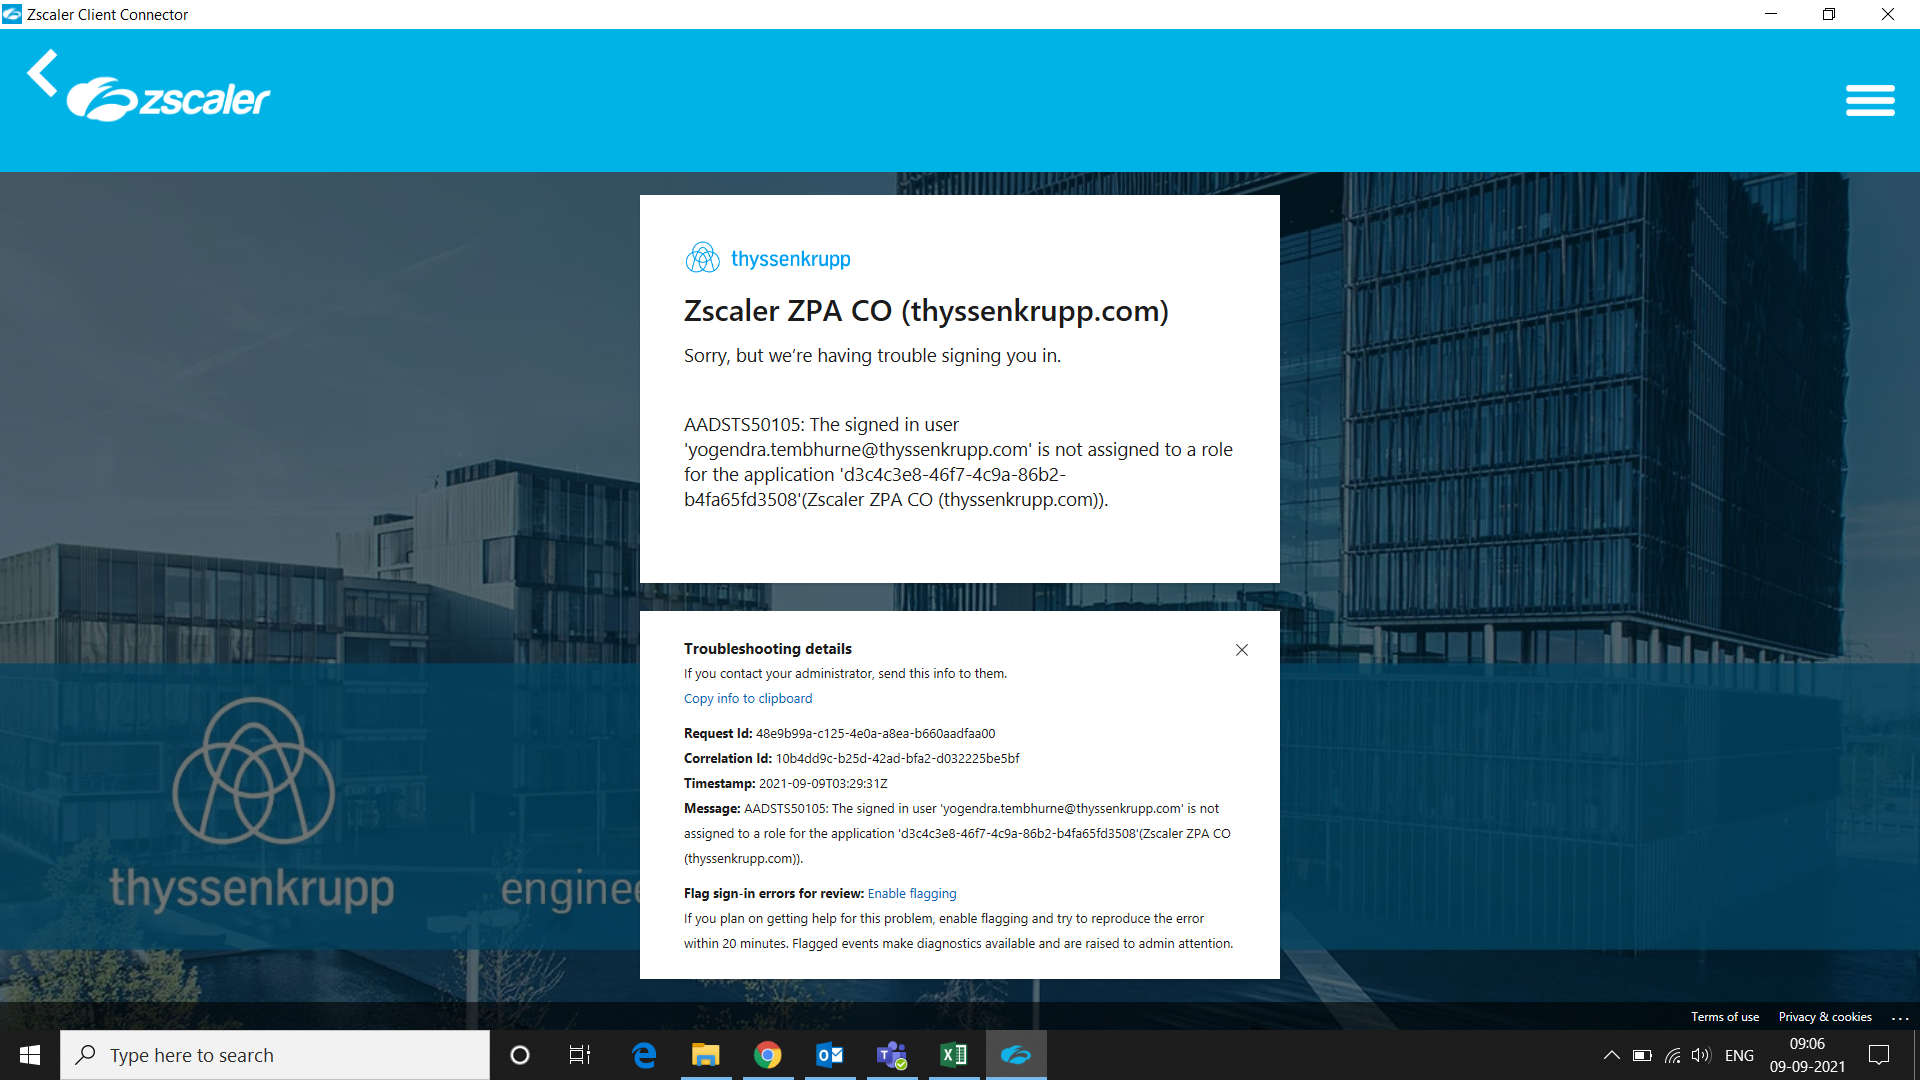 Zscaler Client Connector
zscaler
thyssenkrupp
Zscaler ZPA CO (thyssenkrupp.com)
Sorry, but we’re having trouble signing you in.
AADSTS50105: The signed in user
'yogendra.tembhurne@thyssenkrupp.com' is not assigned to a role
for the application 'd3c4c3e8-46f7-4c9a-86b2-
b4fa65fd3508'(Zscaler ZPA CO (thyssenkrupp.com)).
Troubleshooting details
If you contact your administrator, send this info to them.
Copy info to clipboard
Request Id: 48e9b99a-c125-4e0a-a8ea-b660aadfaa00
Correlation Id: 10b4dd9c-b25d-42ad-bfa2-d032225be5bf
Timestamp: 2021-09-09T03:29:31Z
Message: AADSTS50105: The signed in user 'yogendra.tembhurne@thyssenkrupp.com' is not
assigned to a role for the application 'd3c4c3e8-46f7-4c9a-86b2-b4fa65fd3508'(Zscaler ZPA CO
(thyssenkrupp.com)).
Flag sign-in errors for review: Enable flagging
If you plan on getting help for this problem, enable flagging and try to reproduce the error
within 20 minutes. Flagged events make diagnostics available and are raised to admin attention.
thyssenkrupp
enginee
Terms of use Privacy & cookies ...
Type here to search
ENG
09:06
09-09-2021